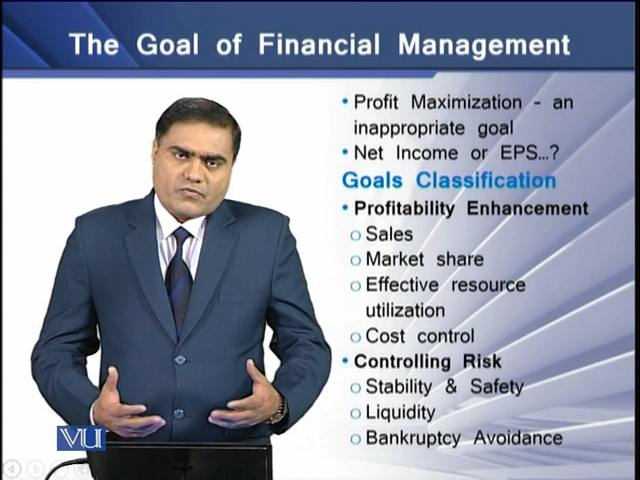 The Goal of Financial Management
• Profit Maximization - an
inappropriate goal
• Net Income or EPS...?
Goals Classification
• Profitability Enhancement
o Sales
o Market share
o Effective resource
utilization
o Cost control
• Controlling Risk
o Stability & Safety
o Liquidity
o Bankruptcy Avoidance
VU